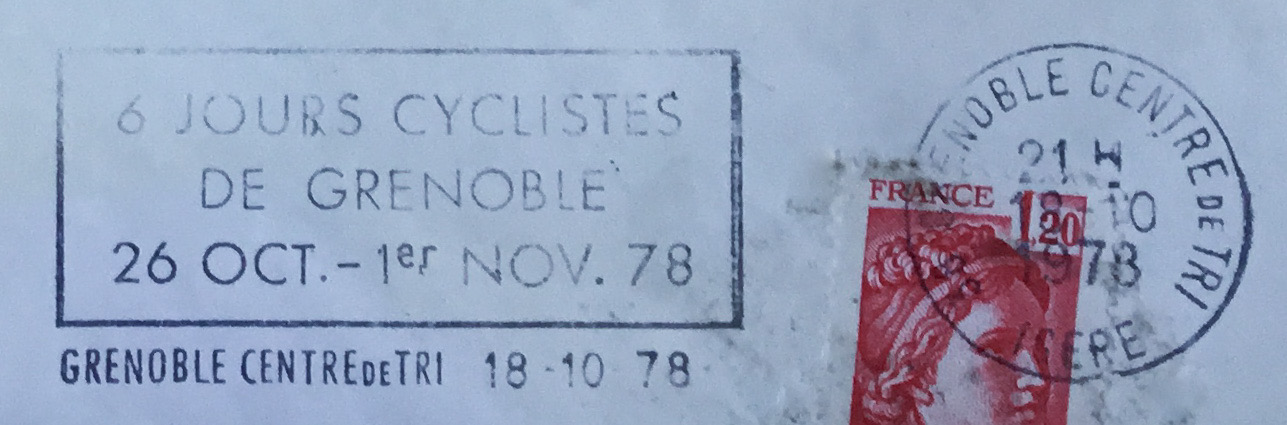 6 JOURS CYCLISTES
DE GRENOBLE
26 OCT. - 1er NOV. 78
GRENOBLE CENTRE DE TRI 18-10 78
FRANCE
1,20
GRENOBLE CENTRE DE TRI
21 H
18-10
1978
ISERE